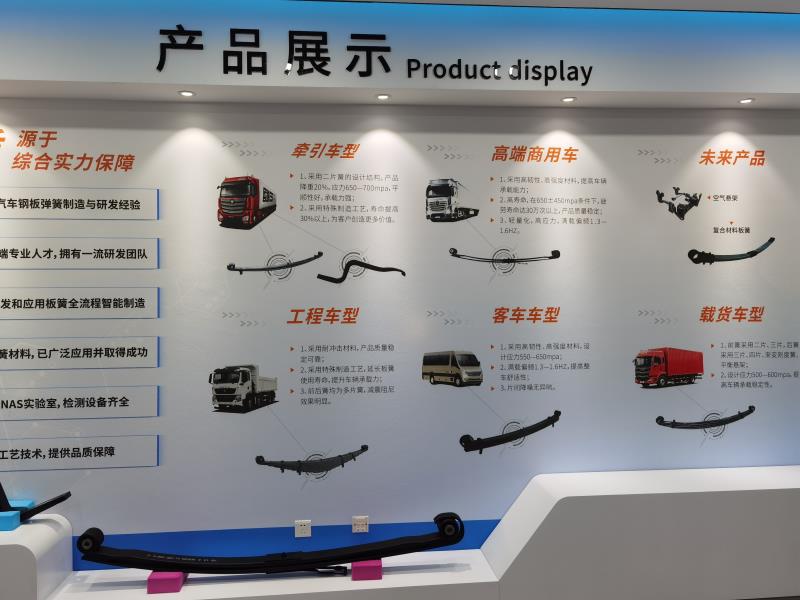 产品展示 Product display
源于
综合实力保障
汽车钢板弹簧制造与研发经验
端专业人才，拥有一流研发团队
发和应用板簧全流程智能制造
簧材料，已广泛应用并取得成功
NAS实验室，检测设备齐全
工艺技术，提供品质保障
牵引车型
1、采用二片簧的设计结构，产品
降重20%，应力650—700mpa，平
顺性好，承载力强；
2、采用特殊制造工艺，寿命提高
30%以上，为客户创造更多价值。
高端商用车
1、采用高韧性、高强度材料，提高车辆
承载能力；
2、高寿命，在650±450mpa条件下，疲
劳寿命达30万次以上，产品质量稳定；
3、轻量化，高应力，满载偏频1.3—
1.6HZ。
未来产品
空气悬架
复合材料板簧
工程车型
1、采用耐冲击材料，产品质量稳
定可靠；
2、采用特殊制造工艺，延长板簧
使用寿命，提升车辆承载力；
3、前后簧均为多片簧，减震阻尼
效果明显。
客车车型
1、采用高韧性、高强度材料，设
计应力550—650mpa；
2、满载偏频1.3—1.6HZ，提高整
车舒适性；
3、片间降噪无异响。
载货车型
1、前簧采用二片、三片，后簧
采用三片、四片、渐变刚度簧，
平衡悬架；
2、设计应力500—600mpa，提
高车辆承载稳定性。